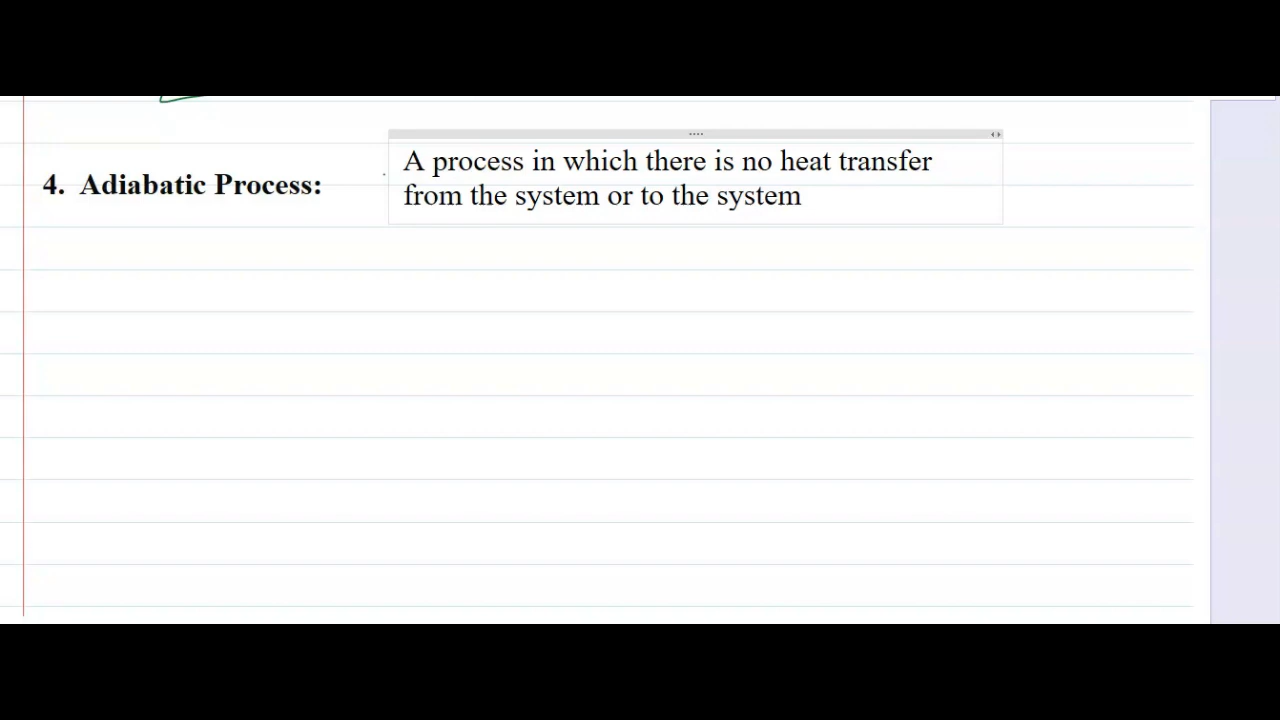 4. Adiabatic Process:
A process in which there is no heat transfer
from the system or to the system